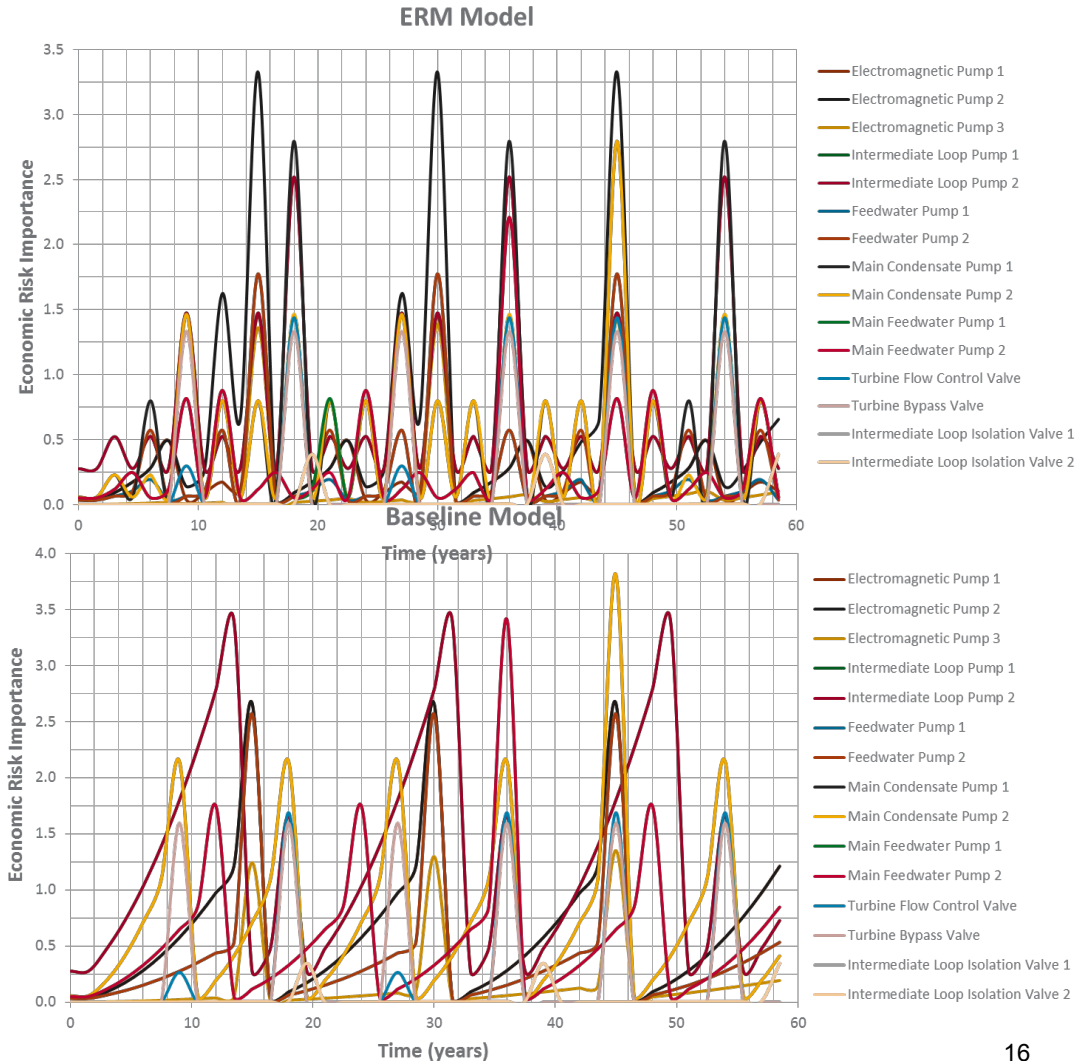 ERM Model
Economic Risk Importance
3.5
3.0
2.5
2.0
1.5
1.0
0.5
0.0
0 10 20 30 40 50 60
Time (years)
Electromagnetic Pump 1
Electromagnetic Pump 2
Electromagnetic Pump 3
Intermediate Loop Pump 1
Intermediate Loop Pump 2
Feedwater Pump 1
Feedwater Pump 2
Main Condensate Pump 1
Main Condensate Pump 2
Main Feedwater Pump 1
Main Feedwater Pump 2
Turbine Flow Control Valve
Turbine Bypass Valve
Intermediate Loop Isolation Valve 1
Intermediate Loop Isolation Valve 2
Baseline Model
Economic Risk Importance
4.0
3.5
3.0
2.5
2.0
1.5
1.0
0.5
0.0
0 10 20 30 40 50 60
Time (years)
Electromagnetic Pump 1
Electromagnetic Pump 2
Electromagnetic Pump 3
Intermediate Loop Pump 1
Intermediate Loop Pump 2
Feedwater Pump 1
Feedwater Pump 2
Main Condensate Pump 1
Main Condensate Pump 2
Main Feedwater Pump 1
Main Feedwater Pump 2
Turbine Flow Control Valve
Turbine Bypass Valve
Intermediate Loop Isolation Valve 1
Intermediate Loop Isolation Valve 2
16